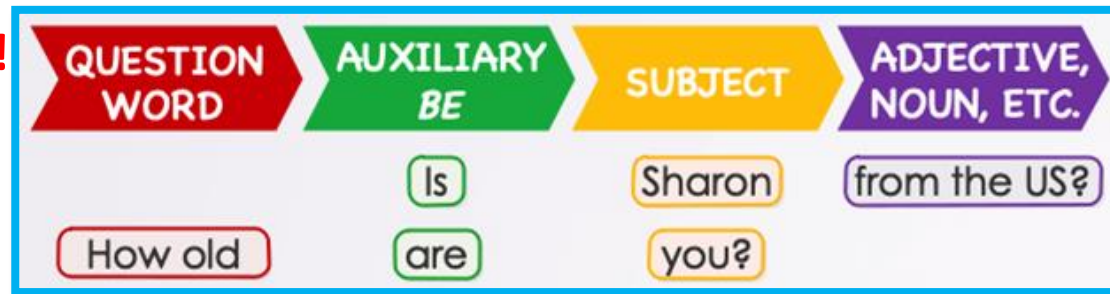 !
QUESTION WORD
AUXILIARY BE
SUBJECT
ADJECTIVE, NOUN, ETC.
Is Sharon from the US?
How old are you?